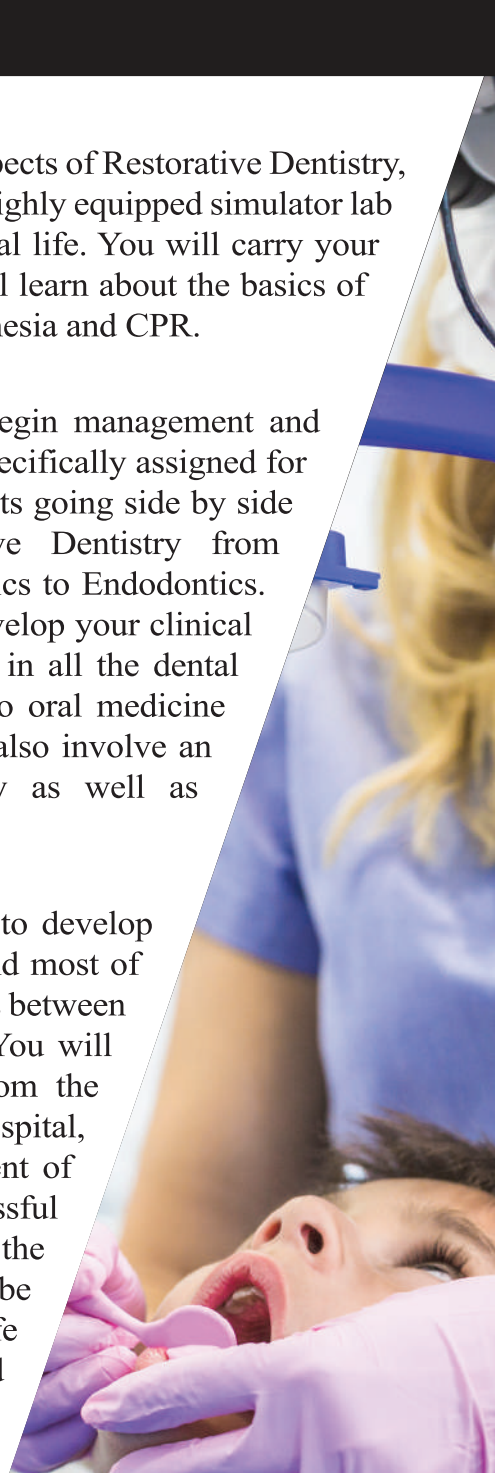 pects of Restorative Dentistry,
ighly equipped simulator lab
al life. You will carry your
l learn about the basics of
nesia and CPR.
egin management and
ecifically assigned for
ts going side by side
ve Dentistry from
ics to Endodontics.
velop your clinical
in all the dental
o oral medicine
also involve an
y as well as
to develop
nd most of
between
You will
om the
spital,
ent of
ssful
the
be
fe
d